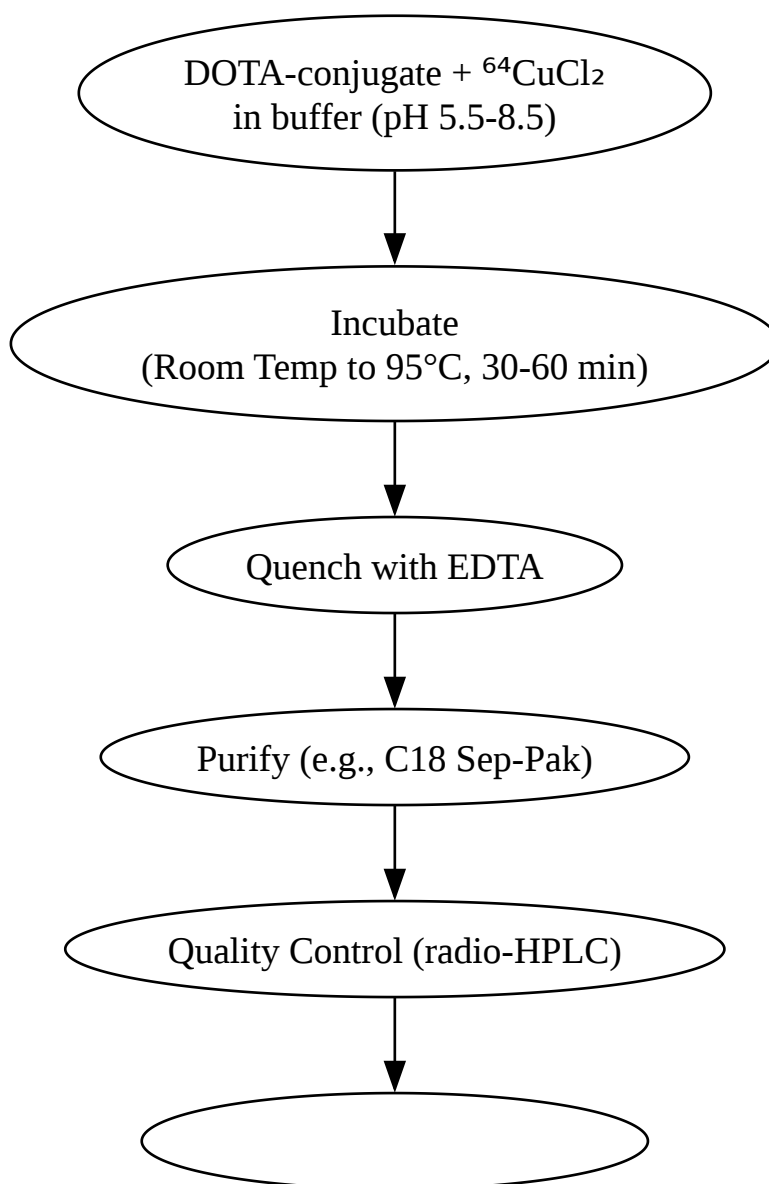 DOTA-conjugate + ⁶⁴CuCl₂
in buffer (pH 5.5-8.5)
Incubate
(Room Temp to 95°C, 30-60 min)
Quench with EDTA
Purify (e.g., C18 Sep-Pak)
Quality Control (radio-HPLC)